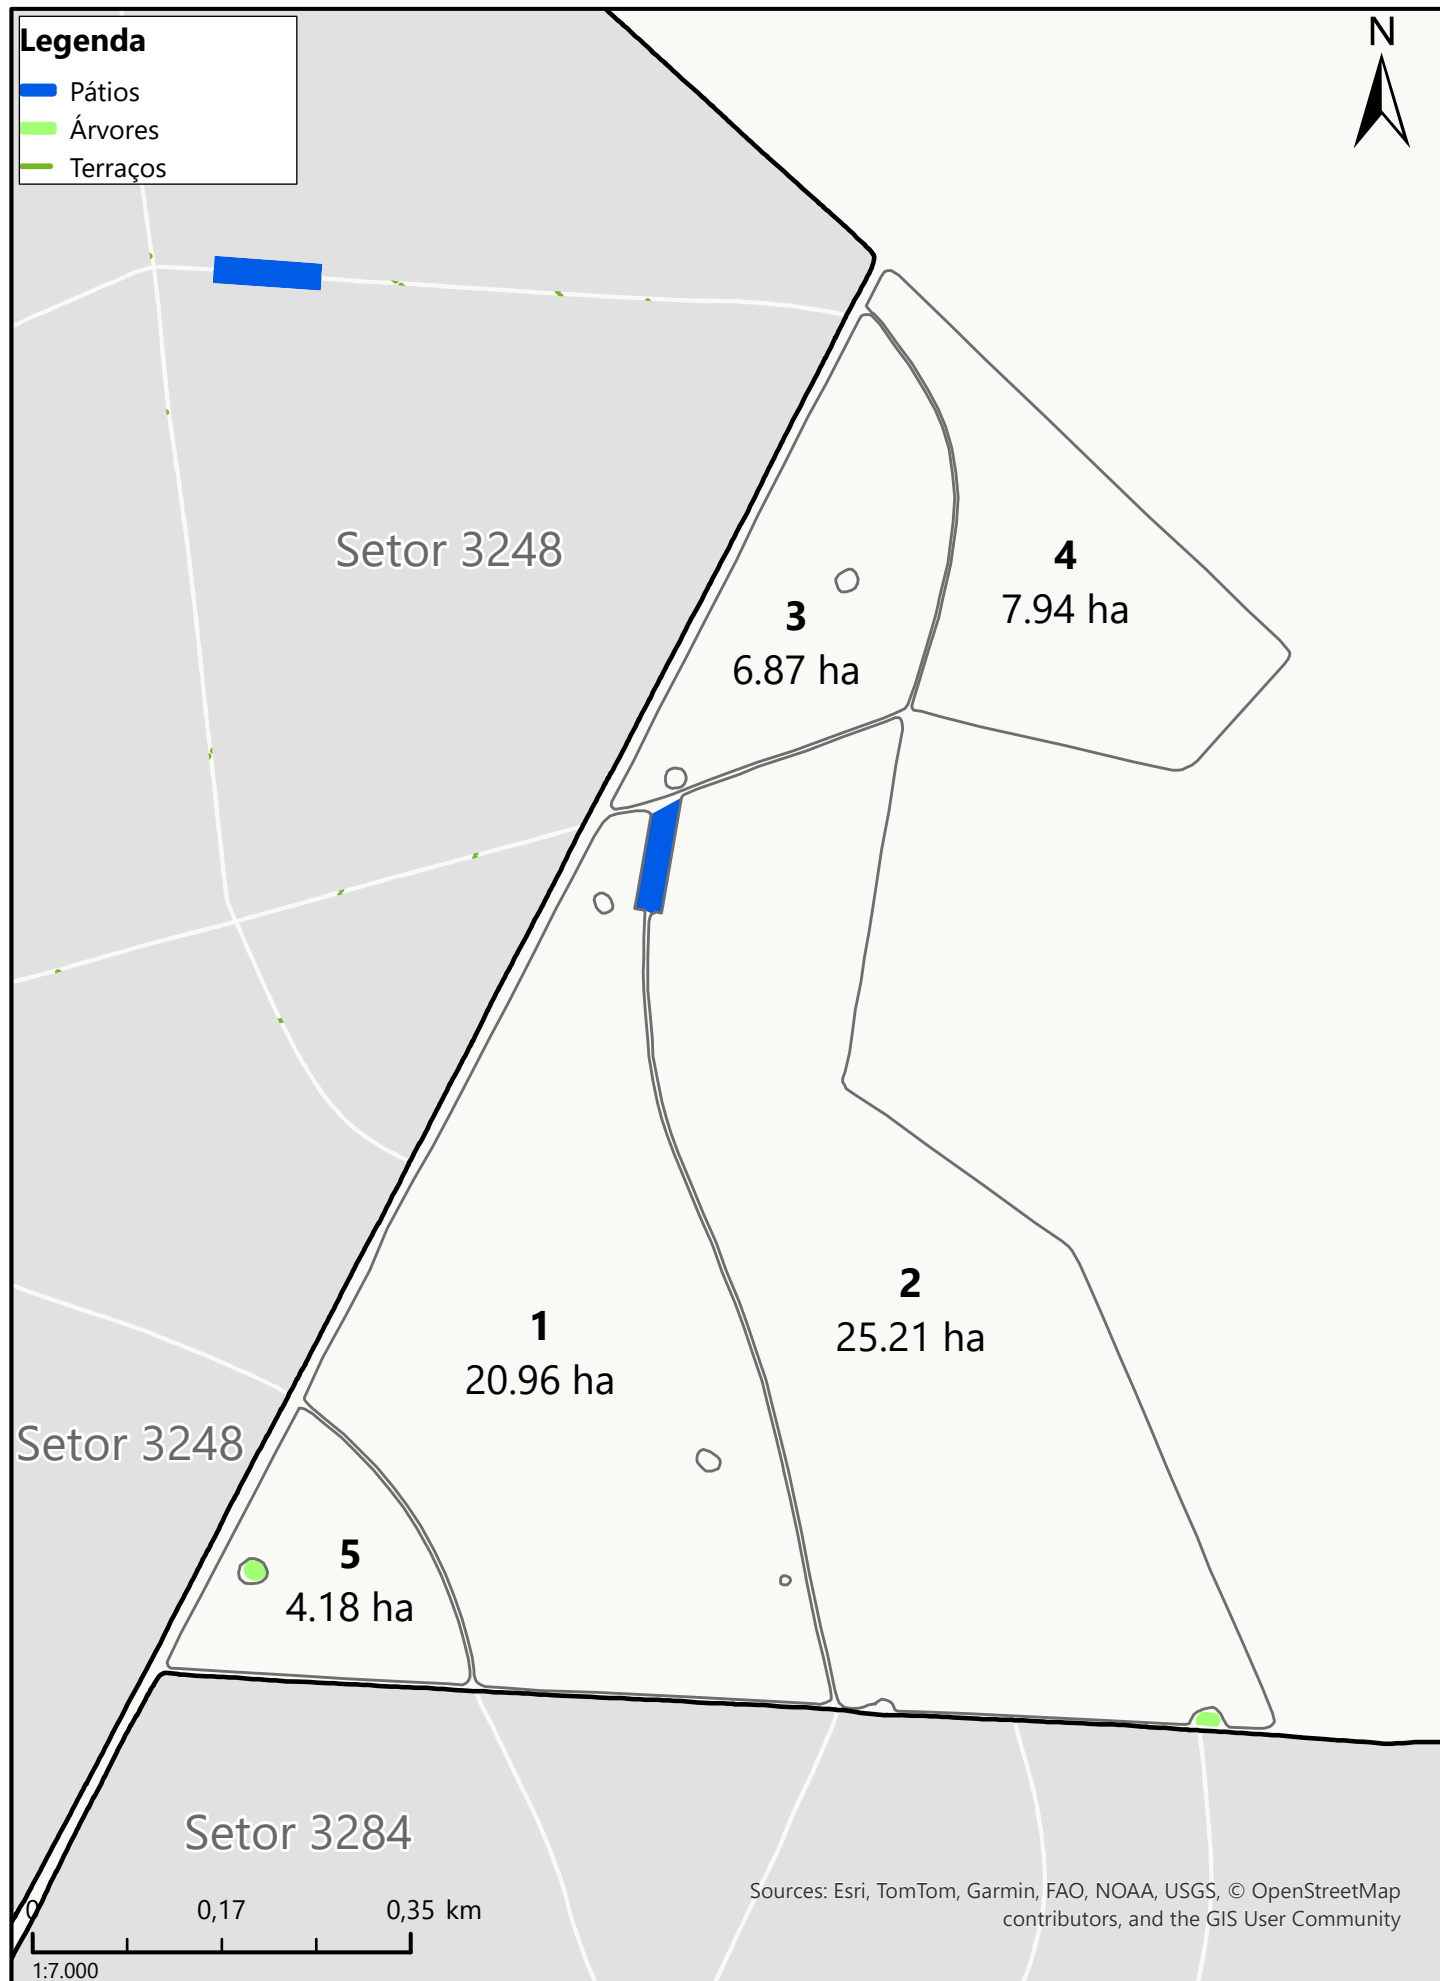 Legenda
Pátios
Árvores
Terraços
N
Setor 3248
4
7.94 ha
3
6.87 ha
2
25.21 ha
1
20.96 ha
Setor 3248
5
4.18 ha
Setor 3284
0 0,17 0,35 km
1:7.000
Sources: Esri, TomTom, Garmin, FAO, NOAA, USGS, © OpenStreetMap
contributors, and the GIS User Community